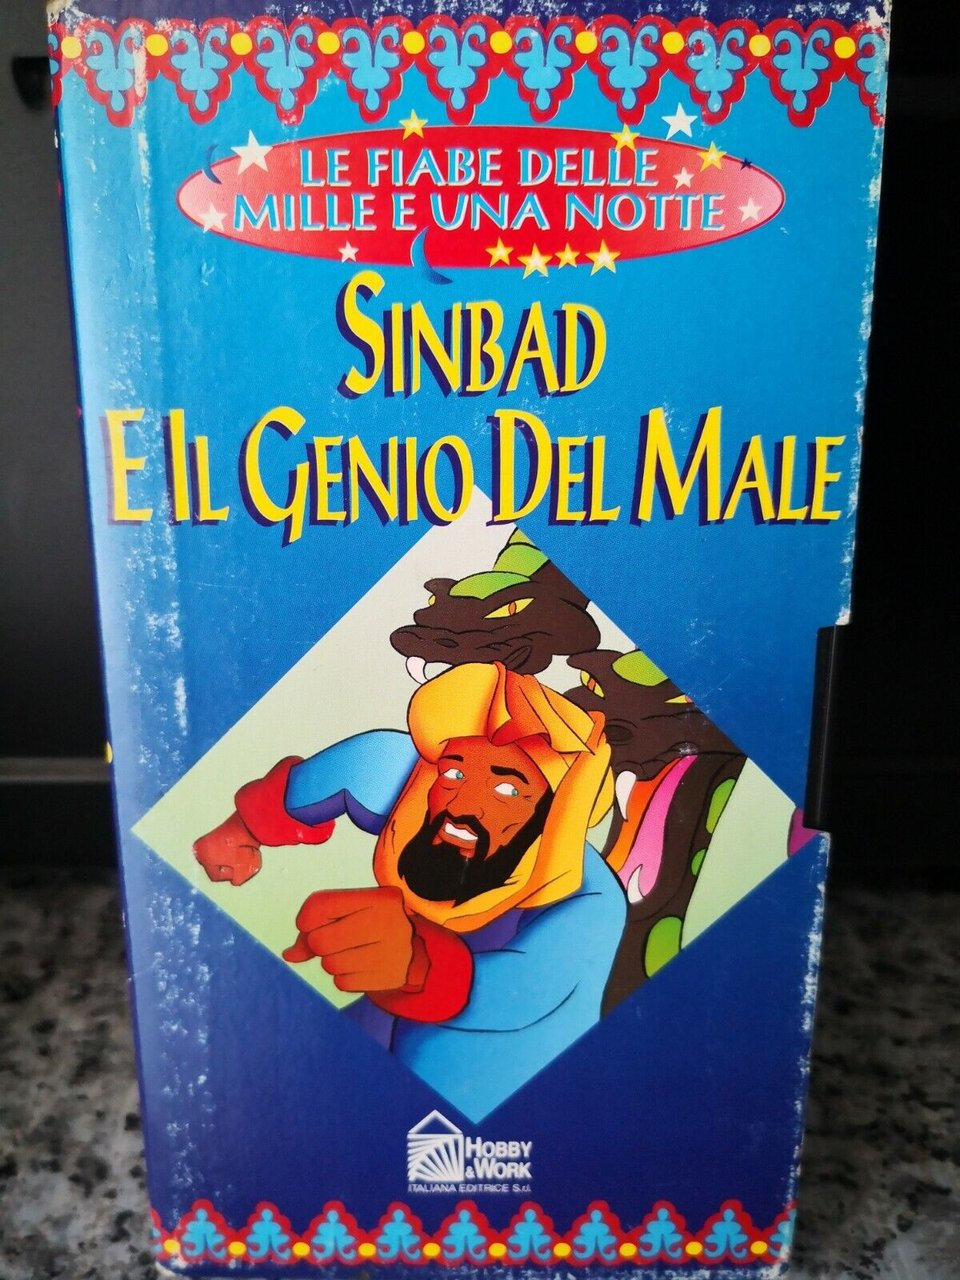 LE FIABE DELLE
MILLE E UNA NOTTE
SINBAD
E IL GENIO DEL MALE
HOBBY
& WORK
ITALIANA EDITRICE S.r.l.